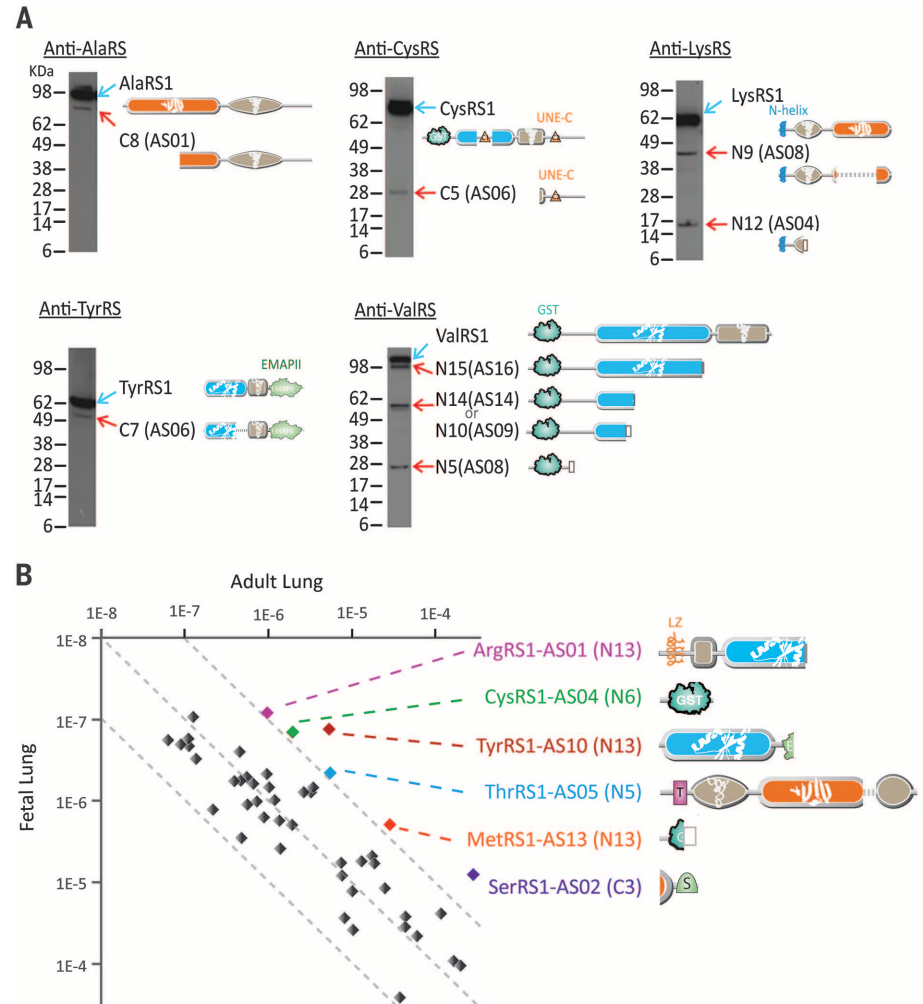 A
Anti-AlaRS
KDa
98
62
49
38
28
17
14
6
AlaRS1
C8 (AS01)
Anti-CysRS
98
62
49
38
28
17
14
6
CysRS1
UNE-C
GST
C5 (AS06)
UNE-C
Anti-LysRS
98
62
49
38
28
17
14
6
LysRS1
N-helix
N9 (AS08)
N12 (AS04)
Anti-TyrRS
98
62
49
38
28
17
14
6
TyrRS1
EMAPII
C7 (AS06)
Anti-ValRS
98
62
49
38
28
17
14
6
GST
ValRS1
N15(AS16)
N14(AS14)
or
N10(AS09)
N5(AS08)
B
Adult Lung
1E-8
1E-7
1E-6
1E-5
1E-4
Fetal Lung
1E-8
1E-7
1E-6
1E-5
1E-4
LZ
ArgRS1-AS01 (N13)
CysRS1-AS04 (N6)
GST
TyrRS1-AS10 (N13)
E
ThrRS1-AS05 (N5)
T
MetRS1-AS13 (N13)
SerRS1-AS02 (C3)
S